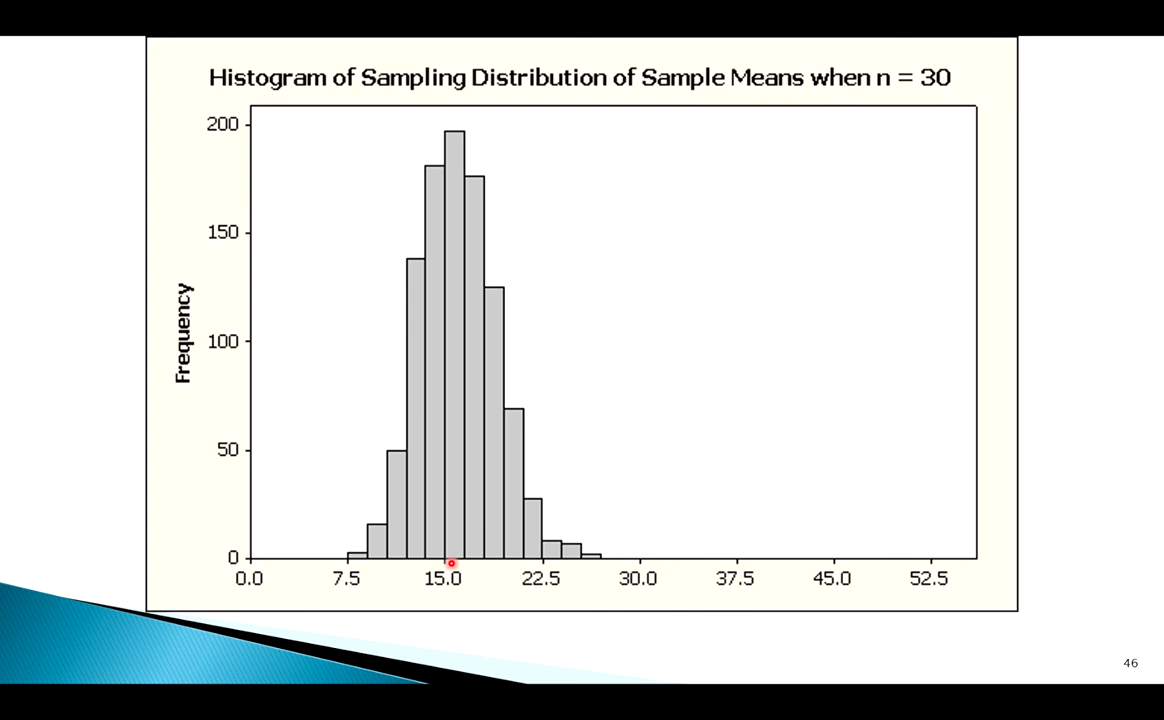 Histogram of Sampling Distribution of Sample Means when n = 30
200
150
100
50
0
Frequency
0.0 7.5 15.0 22.5 30.0 37.5 45.0 52.5
46